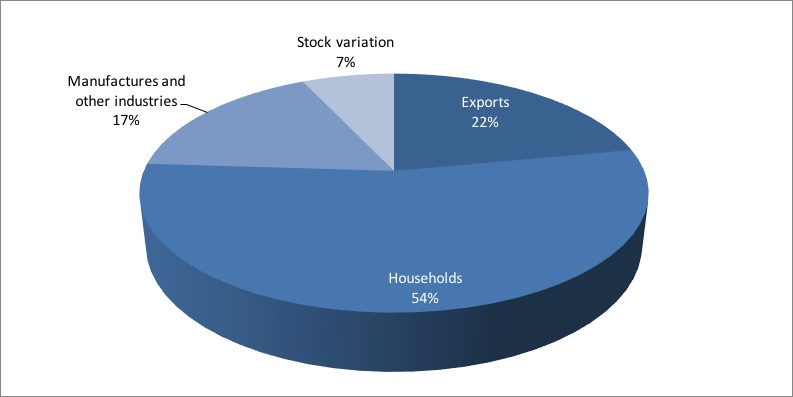 Stock variation
7%
Manufactures and
other industries
17%
Exports
22%
Households
54%